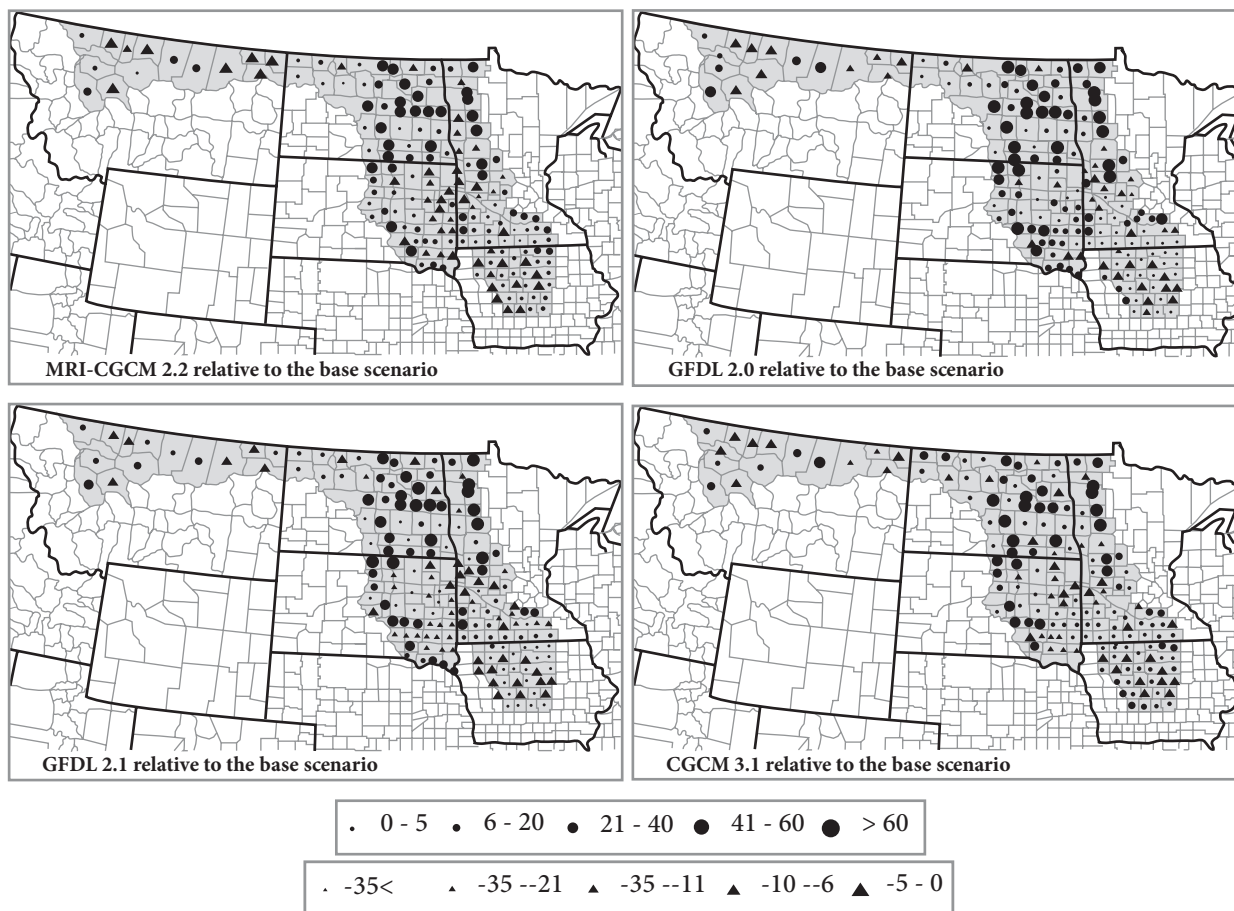 MRI-CGCM 2.2 relative to the base scenario
GFDL 2.0 relative to the base scenario
GFDL 2.1 relative to the base scenario
CGCM 3.1 relative to the base scenario
0 - 5 6 - 20 21 - 40 41 - 60 > 60
-35< -35 --21 -35 --11 -10 --6 -5 - 0